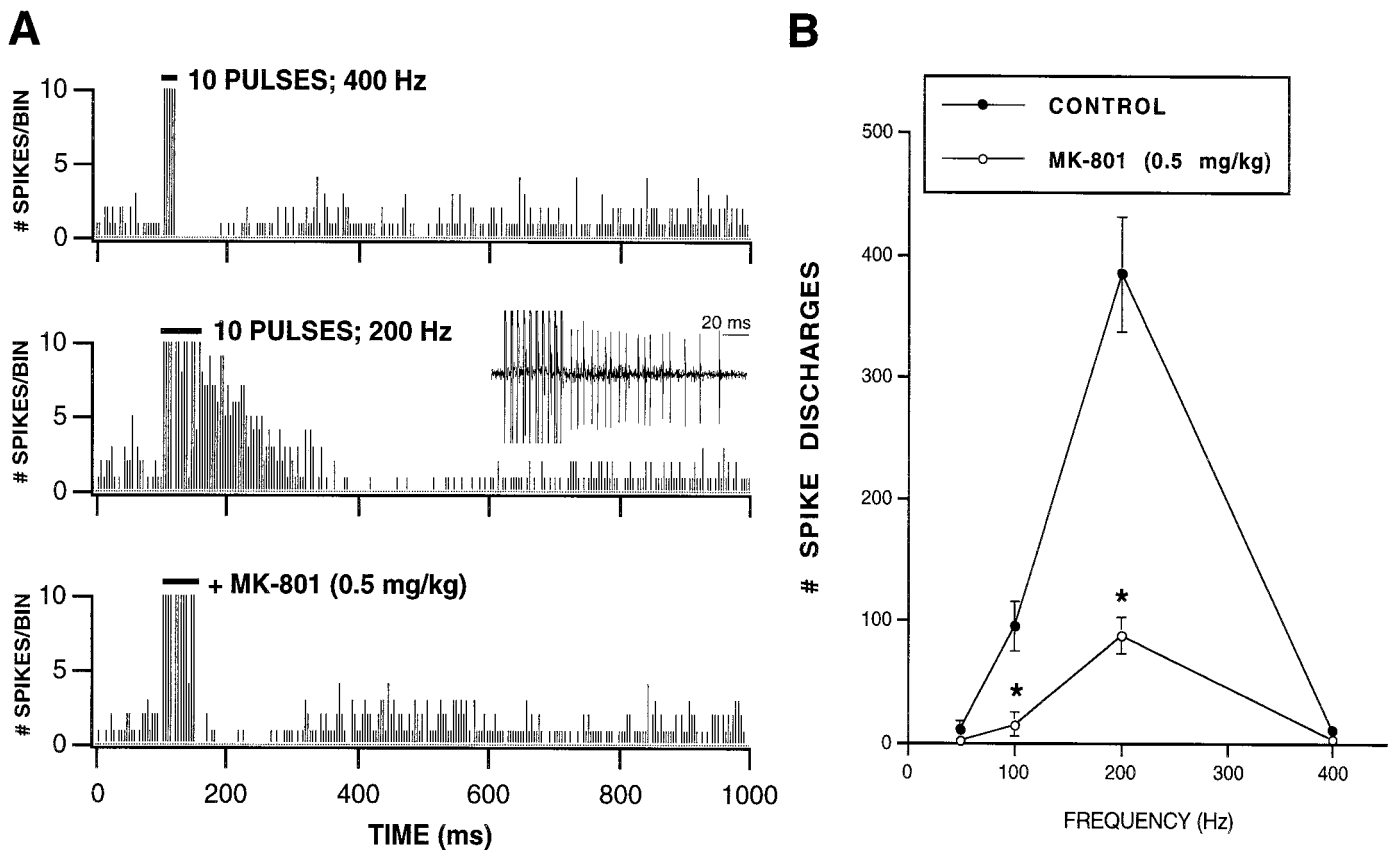 A
10 PULSES; 400 Hz
# SPIKES/BIN
10
5
0
10 PULSES; 200 Hz
20 ms
# SPIKES/BIN
10
5
0
+ MK-801 (0.5 mg/kg)
# SPIKES/BIN
10
5
0
0 200 400 600 800 1000
TIME (ms)
B
CONTROL
MK-801 (0.5 mg/kg)
# SPIKE DISCHARGES
500
400
300
200
100
0
*
*
0 100 200 300 400
FREQUENCY (Hz)